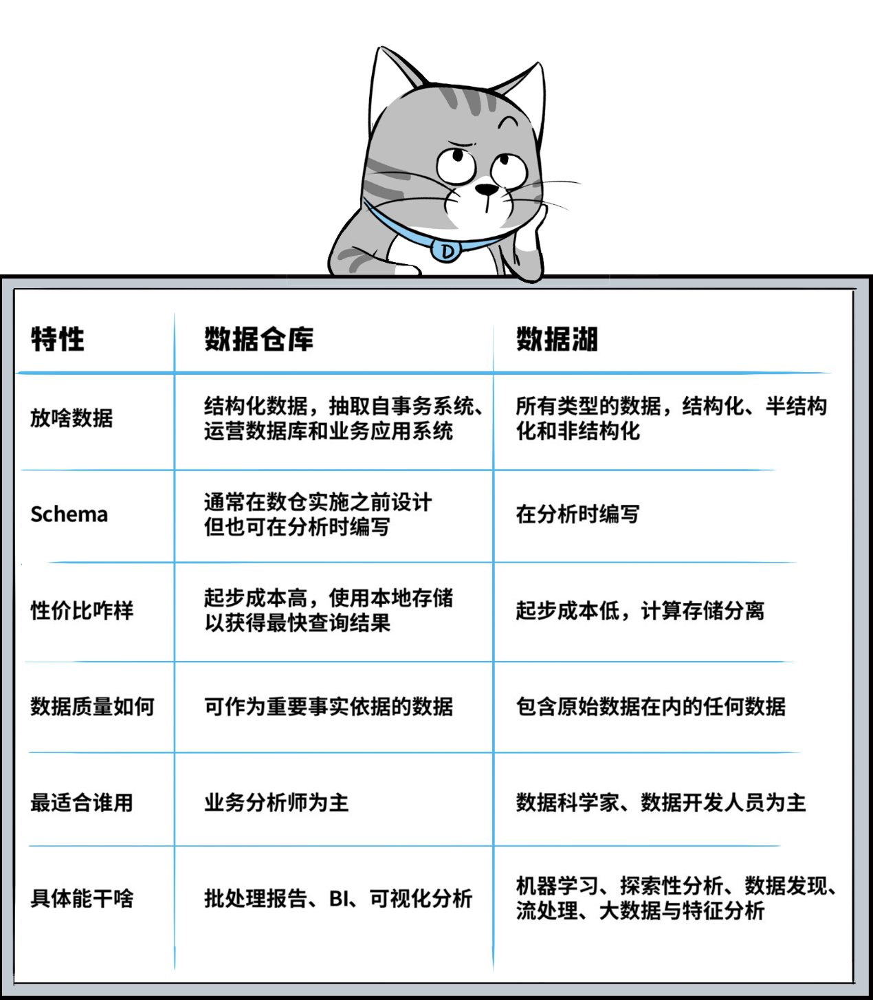 D
特性
数据仓库
数据湖
放啥数据
结构化数据，抽取自事务系统、
运营数据库和业务应用系统
所有类型的数据，结构化、半结构
化和非结构化
Schema
通常在数仓实施之前设计
但也可在分析时编写
在分析时编写
性价比咋样
起步成本高，使用本地存储
以获得最快查询结果
起步成本低，计算存储分离
数据质量如何
可作为重要事实依据的数据
包含原始数据在内的任何数据
最适合谁用
业务分析师为主
数据科学家、数据开发人员为主
具体能干啥
批处理报告、BI、可视化分析
机器学习、探索性分析、数据发现、
流处理、大数据与特征分析